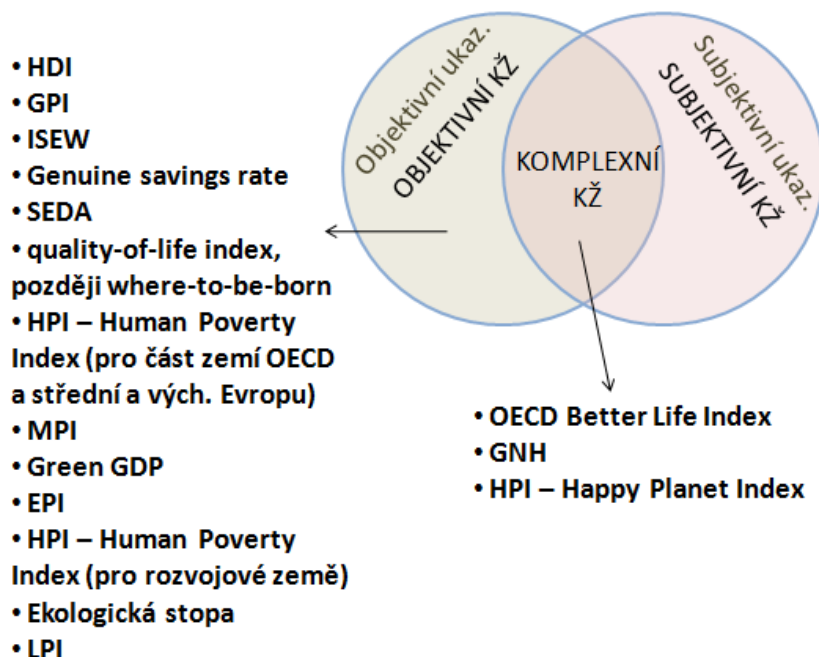 • HDI
• GPI
• ISEW
• Genuine savings rate
• SEDA
• quality-of-life index,
později where-to-be-born
• HPI – Human Poverty
Index (pro část zemí OECD
a střední a vých. Evropu)
• MPI
• Green GDP
• EPI
• HPI – Human Poverty
Index (pro rozvojové země)
• Ekologická stopa
• LPI
Objektivní ukaz.
OBJEKTIVNÍ KŽ
KOMPLEXNÍ
KŽ
Subjektivní ukaz.
SUBJEKTIVNÍ KŽ
• OECD Better Life Index
• GNH
• HPI – Happy Planet Index